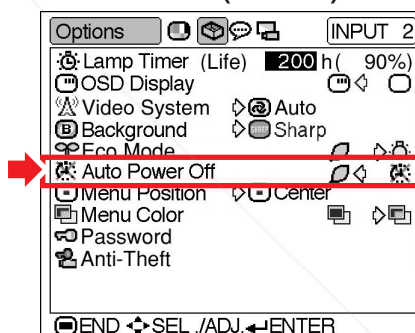 Options INPUT 2
Lamp Timer (Life) 200 h( 90%)
OSD Display
Video System Auto
B Background Sharp
Eco Mode
Auto Power Off
Menu Position Center
Menu Color
Password
Anti-Theft
END SEL./ADJ. ENTER